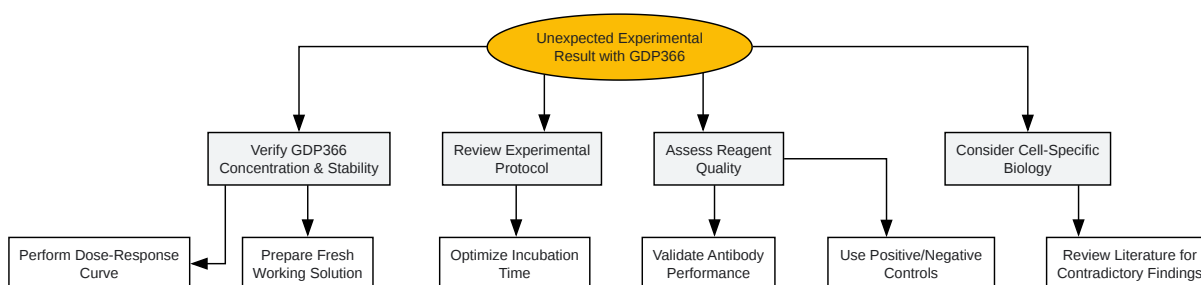 Unexpected Experimental
Result with GDP366
Verify GDP366
Concentration & Stability
Review Experimental
Protocol
Assess Reagent
Quality
Consider Cell-Specific
Biology
Perform Dose-Response
Curve
Prepare Fresh
Working Solution
Optimize Incubation
Time
Validate Antibody
Performance
Use Positive/Negative
Controls
Review Literature for
Contradictory Findings